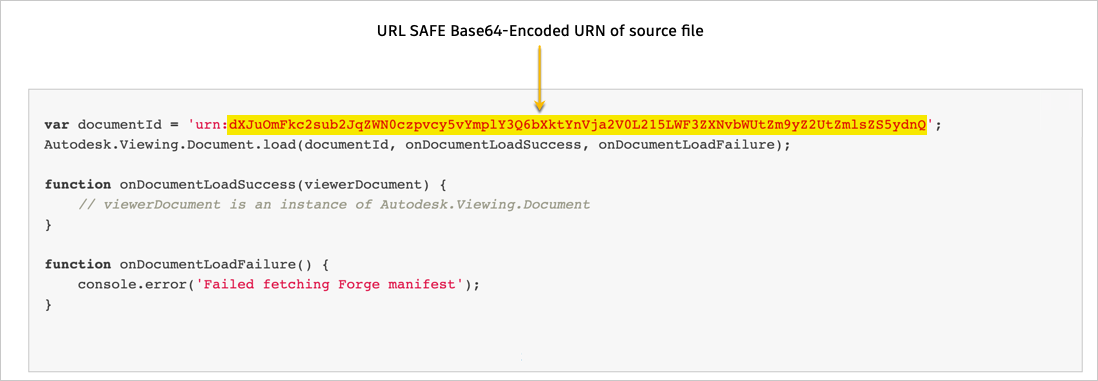 URL SAFE Base64-Encoded URN of source file
var documentId = 'urn:dXJuOmFkc2sub2JqZWN0czpvcy5vYmplY3Q6bXktYnVja2V0L215LWF3ZXNvbWUtZm9yZ2UtZmlsZS5ydnQ';
Autodesk.Viewing.Document.load(documentId, onDocumentLoadSuccess, onDocumentLoadFailure);
function onDocumentLoadSuccess(viewerDocument) {
// viewerDocument is an instance of Autodesk.Viewing.Document
}
function onDocumentLoadFailure() {
console.error('Failed fetching Forge manifest');
}